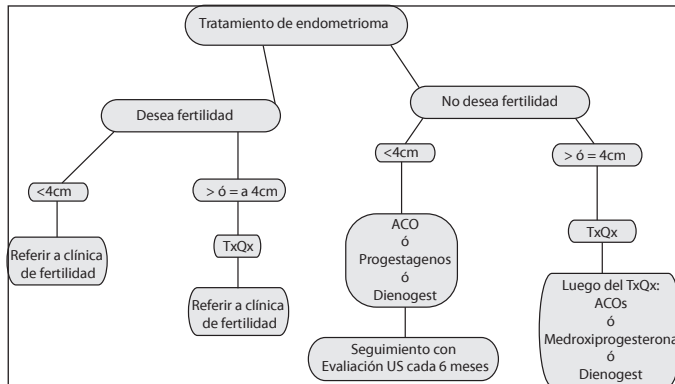 Tratamiento de endometrioma
Desea fertilidad
No desea fertilidad
<4cm
> ó = a 4cm
<4cm
> ó = 4cm
Referir a clínica
de fertilidad
TxQx
Referir a clínica
de fertilidad
ACO
ó
Progestagenos
ó
Dienogest
Seguimiento con
Evaluación US cada 6 meses
TxQx
Luego del TxQx:
ACOs
ó
Medroxiprogesterona
ó
Dienogest